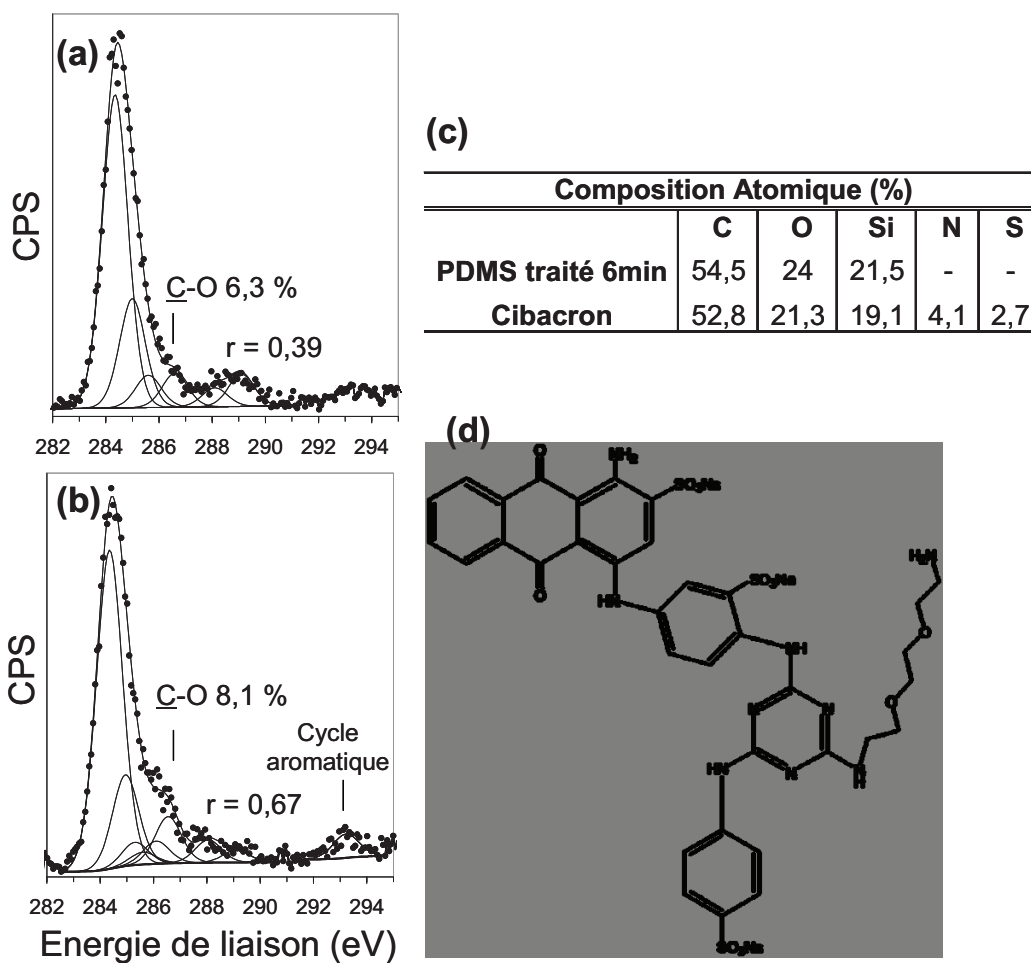 (a)
CPS
C-O 6,3 %
r = 0,39
282 284 286 288 290 292 294
(b)
CPS
C-O 8,1 %
Cycle
aromatique
r = 0,67
282 284 286 288 290 292 294
Energie de liaison (eV)
(c)
Composition Atomique (%)
C O Si N S
PDMS traité 6min 54,5 24 21,5 - -
Cibacron 52,8 21,3 19,1 4,1 2,7
(d)
O NH₂
SO₃Na
O
HN
SO₃Na
H₂N
O
NH
O
N N
HN N N
H
SO₃Na